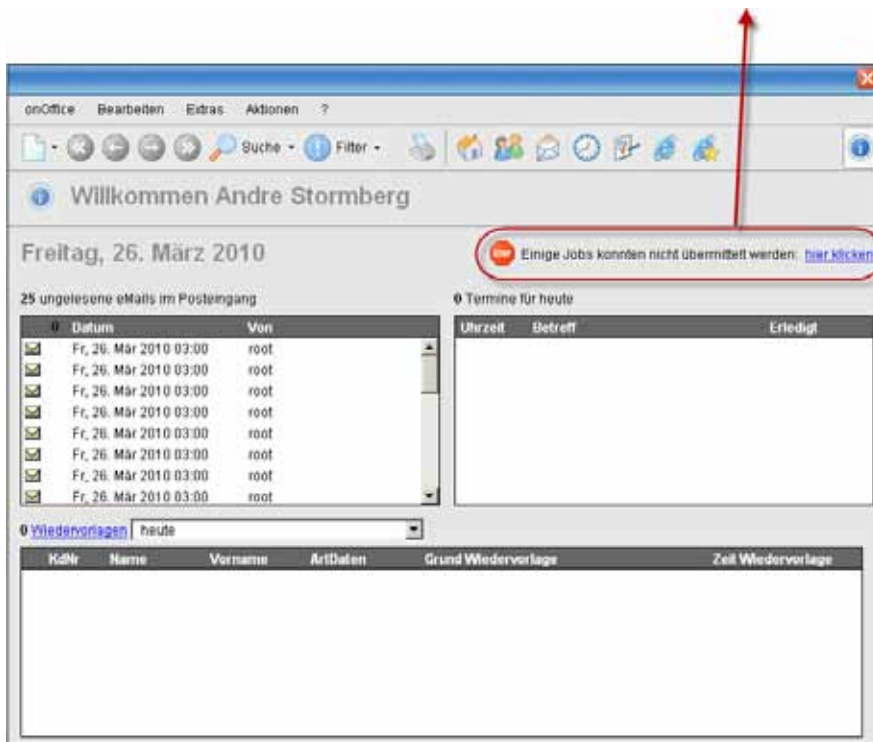 onOffice Bearbeiten Extras Aktionen ?
Suche Filter
Willkommen Andre Stormberg
Freitag, 26. März 2010
STOP Einige Jobs konnten nicht übermittelt werden: hier klicken
25 ungelesene eMails im Posteingang
0 Termine für heute
Datum Von
Uhrzeit Betreff Erledigt
Fr, 26. Mär 2010 03:00 root
Fr, 26. Mär 2010 03:00 root
Fr, 26. Mär 2010 03:00 root
Fr, 26. Mär 2010 03:00 root
Fr, 26. Mär 2010 03:00 root
Fr, 26. Mär 2010 03:00 root
Fr, 26. Mär 2010 03:00 root
Fr, 26. Mär 2010 03:00 root
0 Wiedervorlagen heute
KdNr Name Vorname ArtDaten Grund Wiedervorlage Zeit Wiedervorlage